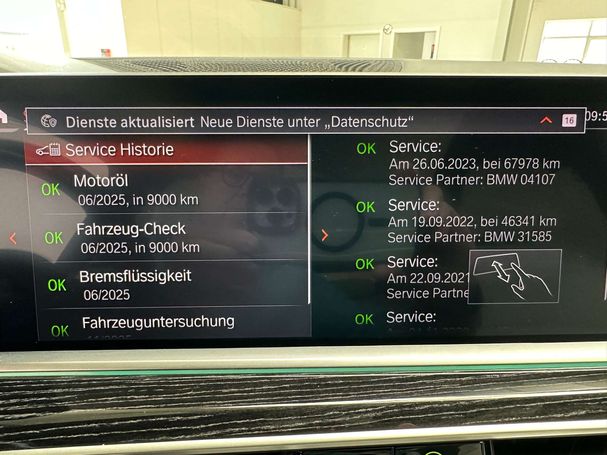 Dienste aktualisiert Neue Dienste unter „Datenschutz“
16
09:5
Service Historie
OK Motoröl
06/2025, in 9000 km
OK Fahrzeug-Check
06/2025, in 9000 km
OK Bremsflüssigkeit
06/2025
OK Fahrzeuguntersuchung
OK Service:
Am 26.06.2023, bei 67978 km
Service Partner: BMW 04107
OK Service:
Am 19.09.2022, bei 46341 km
Service Partner: BMW 31585
OK Service:
Am 22.09.2021
Service Partne
OK Service: